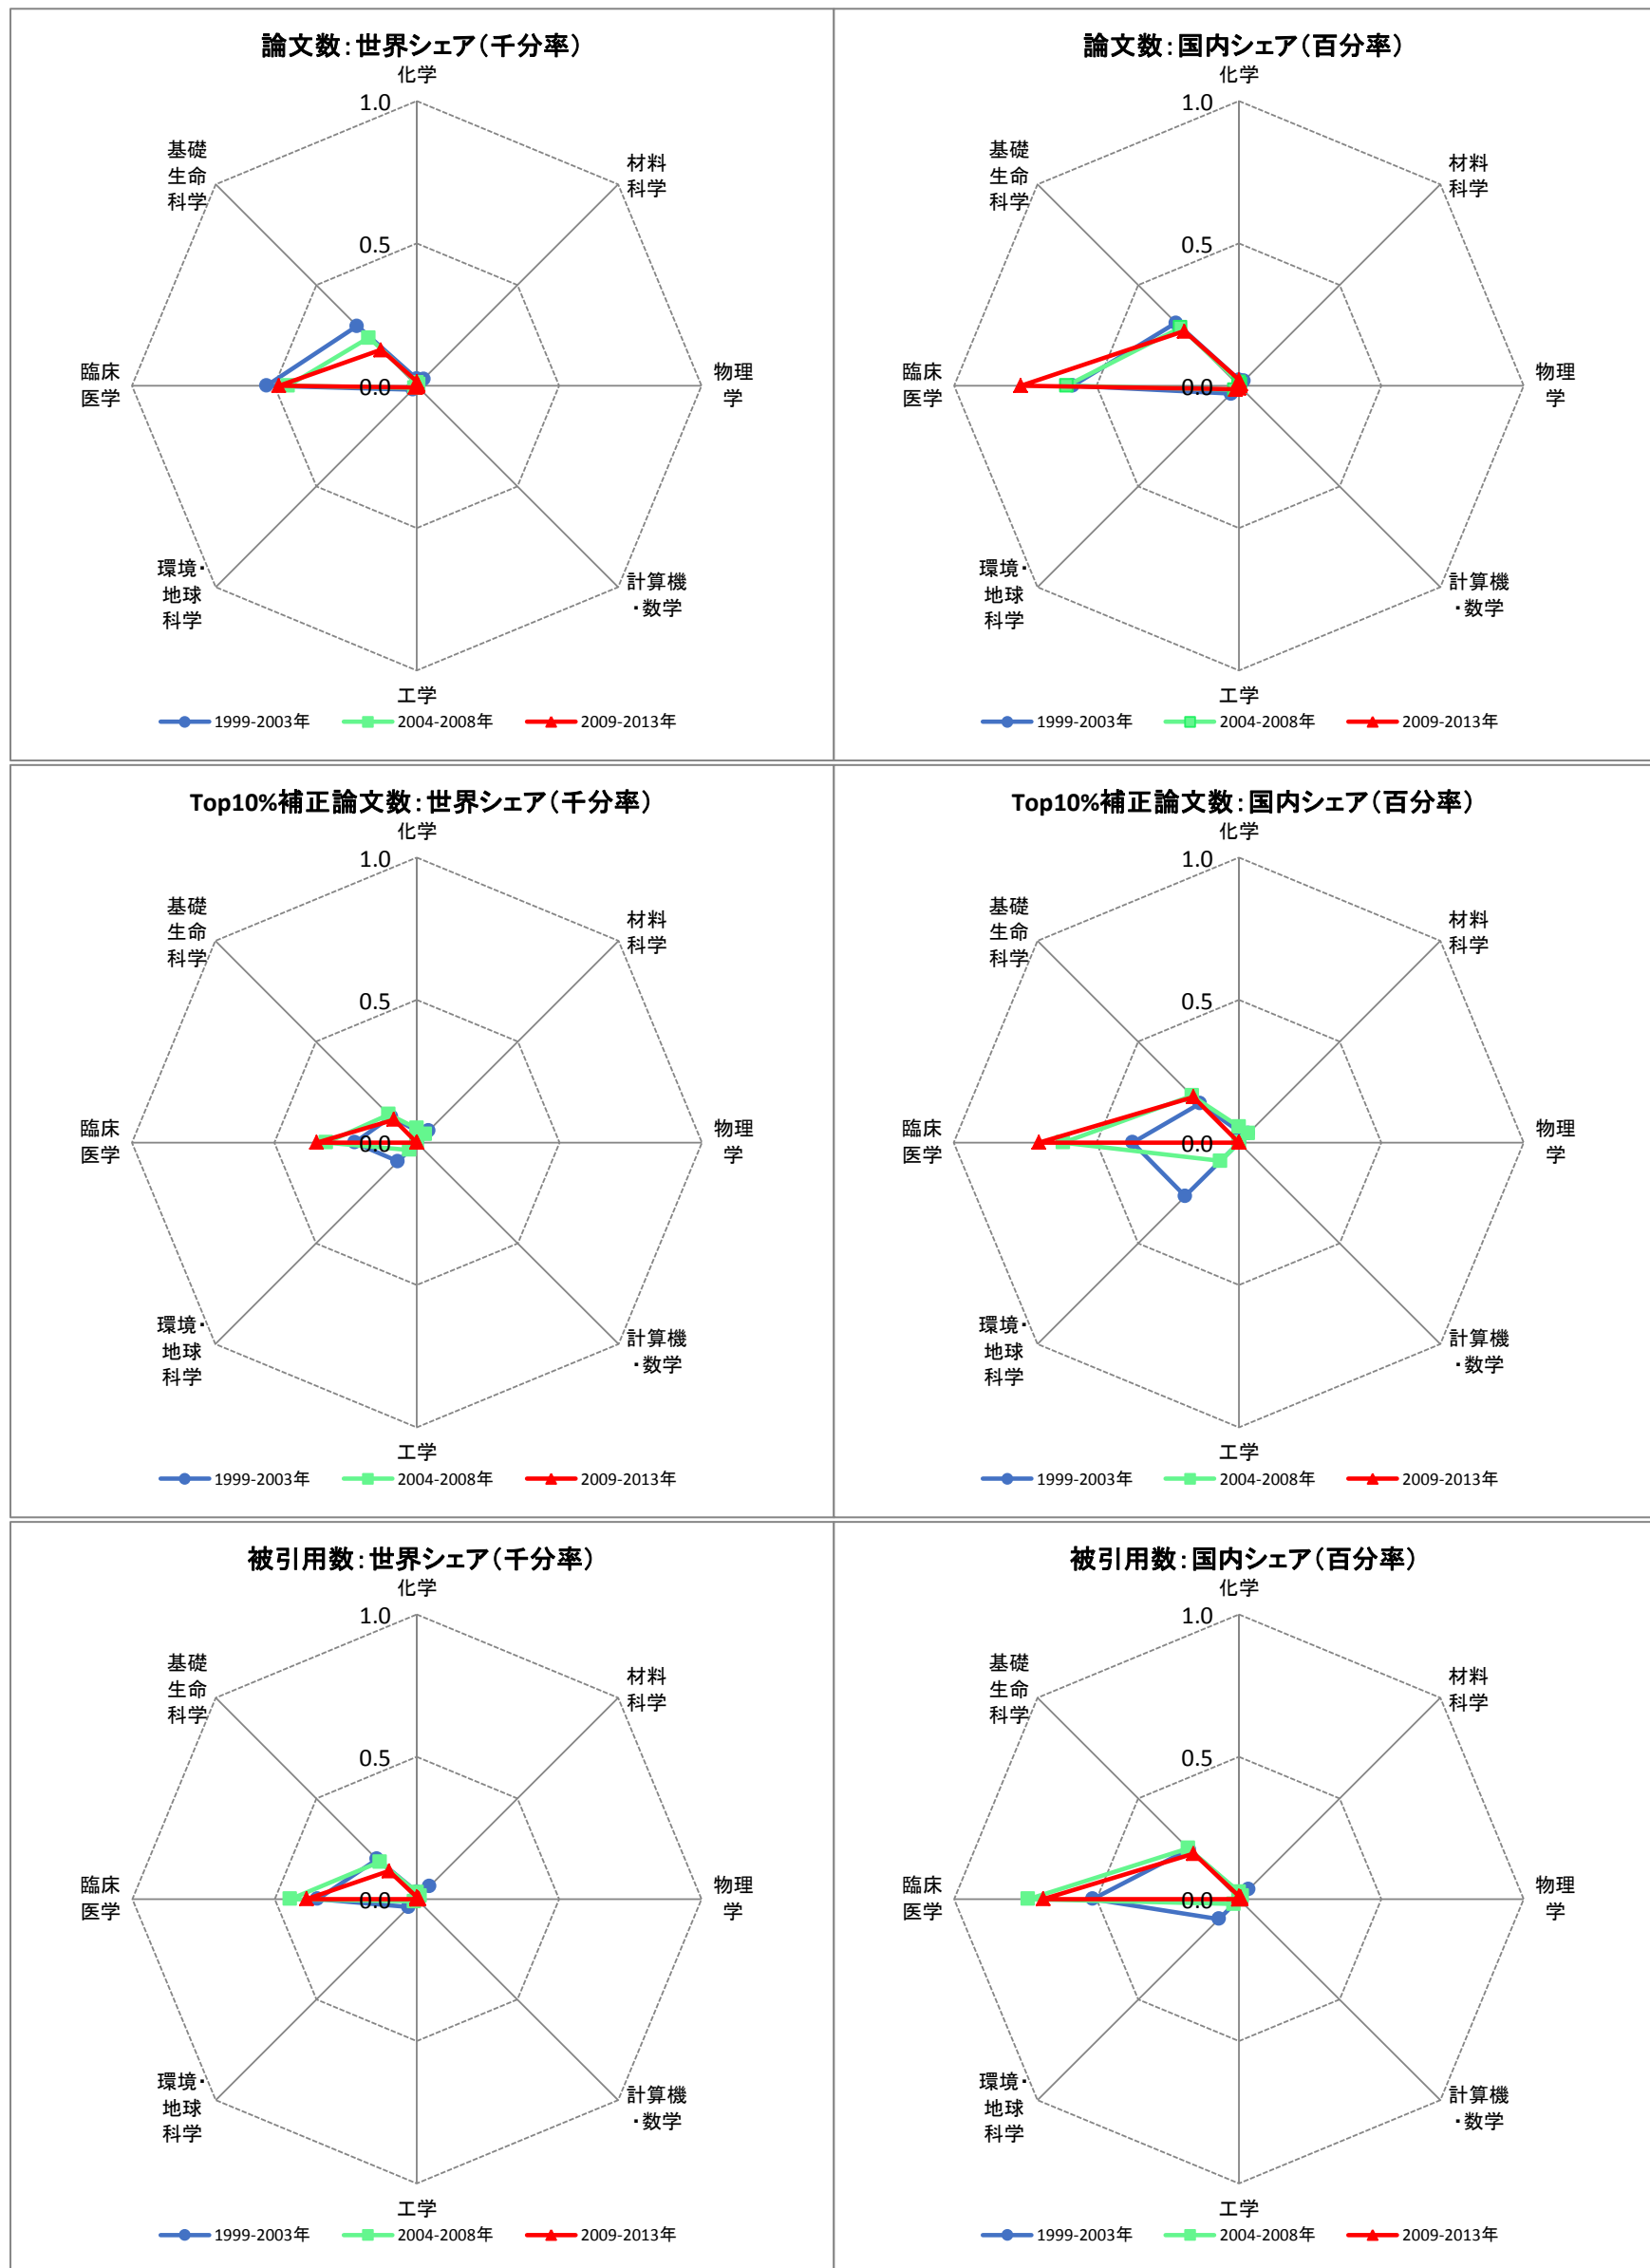 論文数：世界シェア（千分率）
化学
1.0
基礎
生命
科学
材料
科学
0.5
臨床
医学
0.0
物理
学
環境・
地球
科学
計算機
・数学
工学
1999-2003年 2004-2008年 2009-2013年
論文数：国内シェア（百分率）
化学
1.0
基礎
生命
科学
材料
科学
0.5
臨床
医学
0.0
物理
学
環境・
地球
科学
計算機
・数学
工学
1999-2003年 2004-2008年 2009-2013年
Top10%補正論文数：世界シェア（千分率）
化学
1.0
基礎
生命
科学
材料
科学
0.5
臨床
医学
0.0
物理
学
環境・
地球
科学
計算機
・数学
工学
1999-2003年 2004-2008年 2009-2013年
Top10%補正論文数：国内シェア（百分率）
化学
1.0
基礎
生命
科学
材料
科学
0.5
臨床
医学
0.0
物理
学
環境・
地球
科学
計算機
・数学
工学
1999-2003年 2004-2008年 2009-2013年
被引用数：世界シェア（千分率）
化学
1.0
基礎
生命
科学
材料
科学
0.5
臨床
医学
0.0
物理
学
環境・
地球
科学
計算機
・数学
工学
1999-2003年 2004-2008年 2009-2013年
被引用数：国内シェア（百分率）
化学
1.0
基礎
生命
科学
材料
科学
0.5
臨床
医学
0.0
物理
学
環境・
地球
科学
計算機
・数学
工学
1999-2003年 2004-2008年 2009-2013年